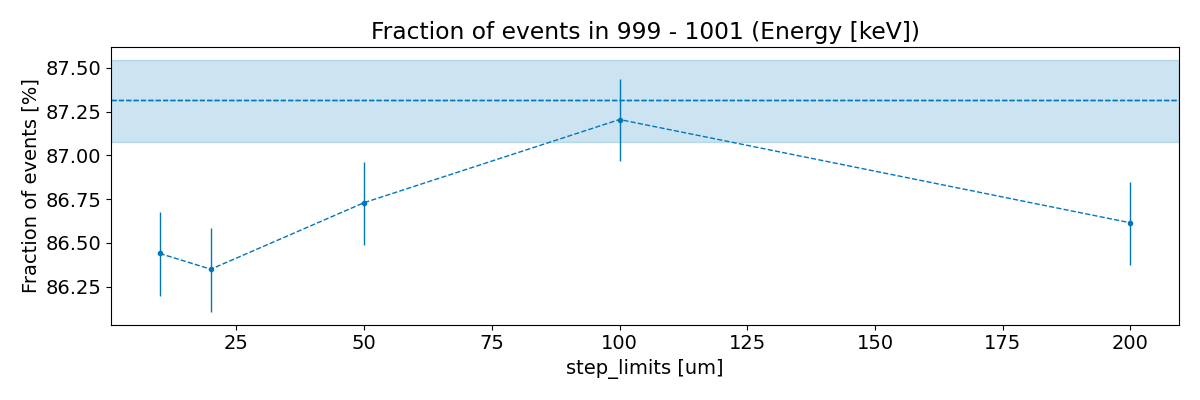 Fraction of events in 999 - 1001 (Energy [keV])
Fraction of events [%]
87.50
87.25
87.00
86.75
86.50
86.25
25 50 75 100 125 150 175 200
step_limits [um]